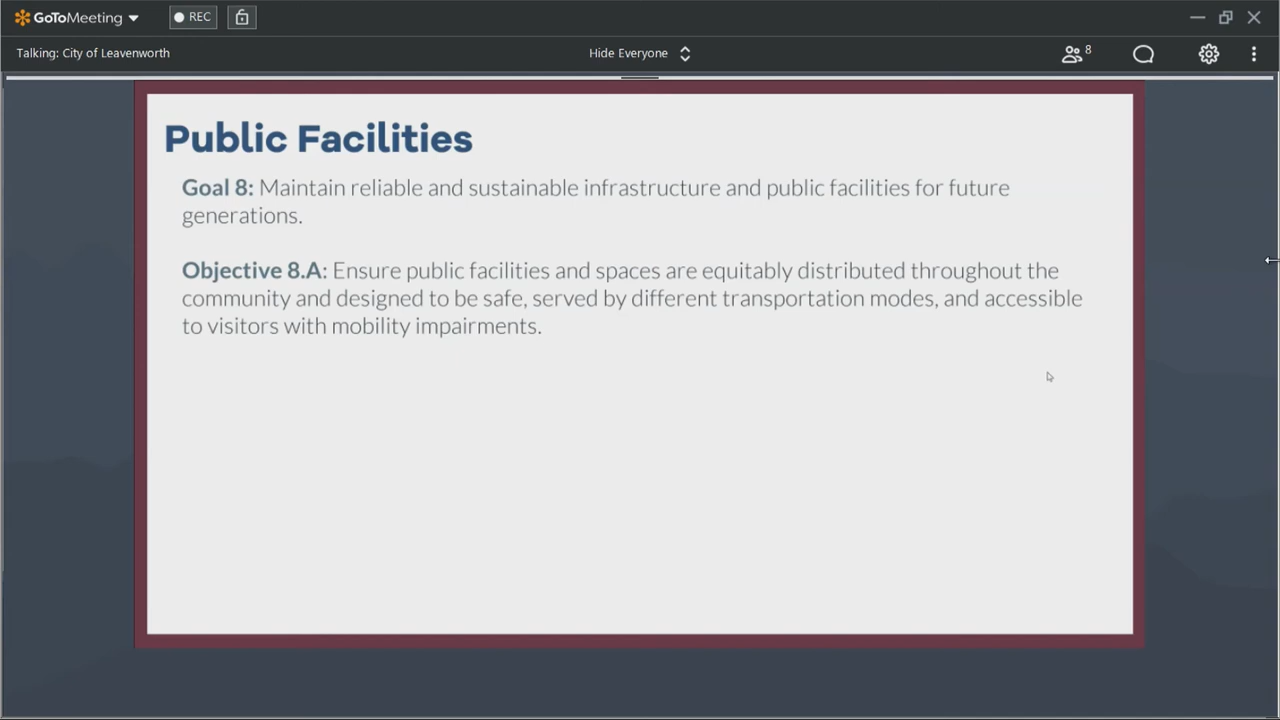 GoToMeeting
REC
Talking: City of Leavenworth
Hide Everyone
8
Public Facilities
Goal 8: Maintain reliable and sustainable infrastructure and public facilities for future
generations.
Objective 8.A: Ensure public facilities and spaces are equitably distributed throughout the
community and designed to be safe, served by different transportation modes, and accessible
to visitors with mobility impairments.